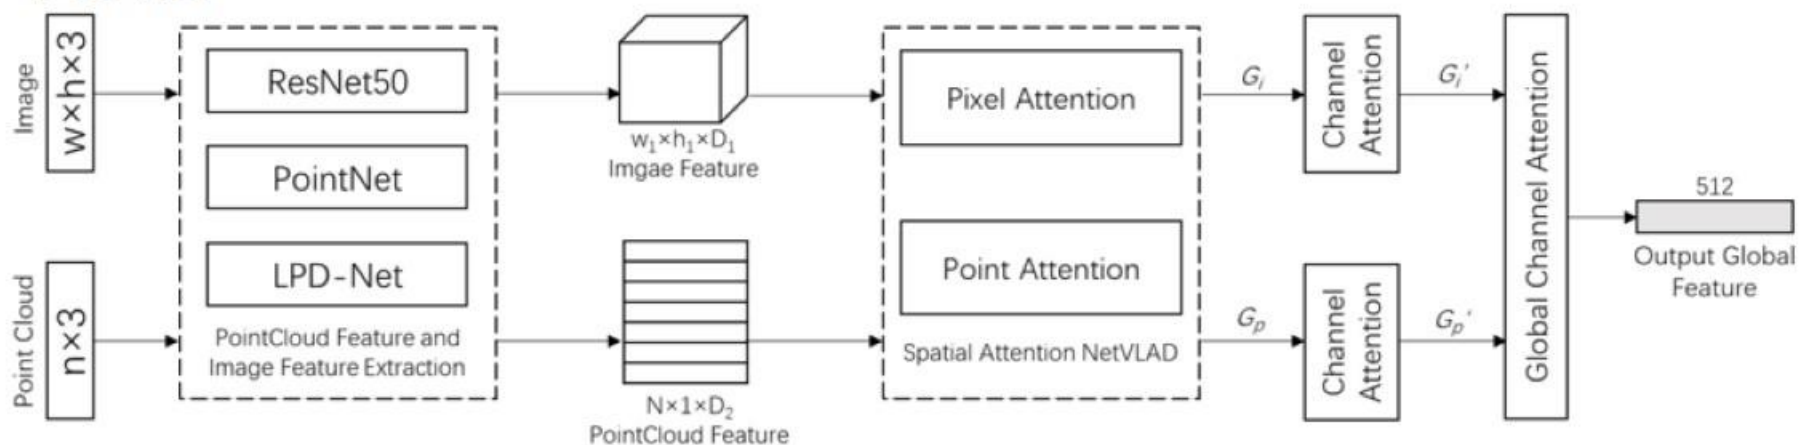 Image
w×h×3
Point Cloud
n×3
ResNet50
PointNet
LPD-Net
PointCloud Feature and
Image Feature Extraction
w₁×h₁×D₁
Imgae Feature
N×1×D₂
PointCloud Feature
Pixel Attention
Point Attention
Spatial Attention NetVLAD
Gᵢ
Channel
Attention
Gᵢ'
Gₚ
Channel
Attention
Gₚ'
Global Channel Attention
512
Output Global
Feature